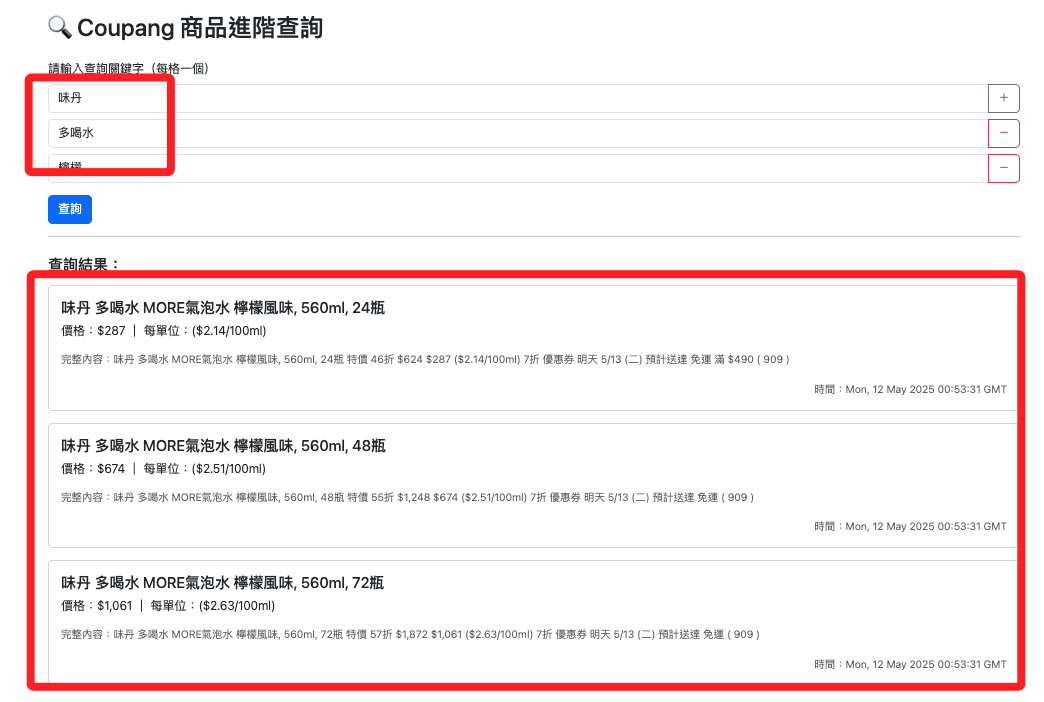 🔍 Coupang 商品進階查詢
請輸入查詢關鍵字（每格一個）
味丹
+
多喝水
−
檸檬
−
查詢
查詢結果：
味丹 多喝水 MORE氣泡水 檸檬風味, 560ml, 24瓶
價格：$287 ｜ 每單位：($2.14/100ml)
完整內容：味丹 多喝水 MORE氣泡水 檸檬風味, 560ml, 24瓶 特價 46折 $624 $287 ($2.14/100ml) 7折 優惠券 明天 5/13 (二) 預計送達 免運 滿 $490 ( 909 )
時間：Mon, 12 May 2025 00:53:31 GMT
味丹 多喝水 MORE氣泡水 檸檬風味, 560ml, 48瓶
價格：$674 ｜ 每單位：($2.51/100ml)
完整內容：味丹 多喝水 MORE氣泡水 檸檬風味, 560ml, 48瓶 特價 55折 $1,248 $674 ($2.51/100ml) 7折 優惠券 明天 5/13 (二) 預計送達 免運 ( 909 )
時間：Mon, 12 May 2025 00:53:31 GMT
味丹 多喝水 MORE氣泡水 檸檬風味, 560ml, 72瓶
價格：$1,061 ｜ 每單位：($2.63/100ml)
完整內容：味丹 多喝水 MORE氣泡水 檸檬風味, 560ml, 72瓶 特價 57折 $1,872 $1,061 ($2.63/100ml) 7折 優惠券 明天 5/13 (二) 預計送達 免運 ( 909 )
時間：Mon, 12 May 2025 00:53:31 GMT